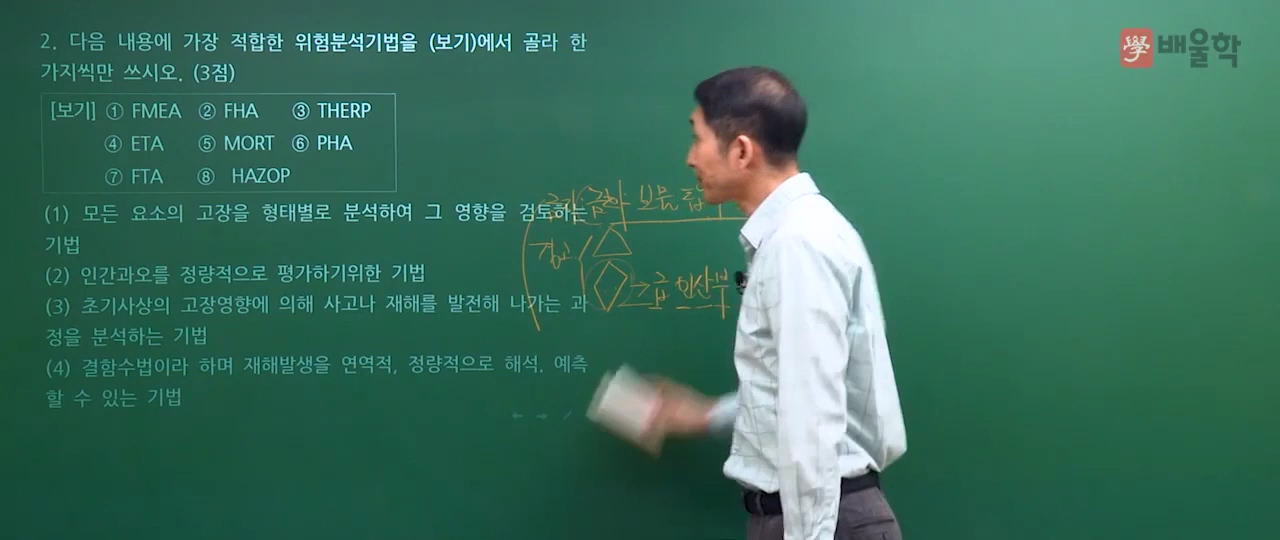 學 배울학
2. 다음 내용에 가장 적합한 위험분석기법을 (보기)에서 골라 한
가지씩만 쓰시오. (3점)
[보기] ① FMEA ② FHA ③ THERP
④ ETA ⑤ MORT ⑥ PHA
⑦ FTA ⑧ HAZOP
(1) 모든 요소의 고장을 형태별로 분석하여 그 영향을 검토하는
기법
(2) 인간과오를 정량적으로 평가하기위한 기법
(3) 초기사상의 고장영향에 의해 사고나 재해를 발전해 나가는 과
정을 분석하는 기법
(4) 결함수법이라 하며 재해발생을 연역적, 정량적으로 해석. 예측
할 수 있는 기법
경고